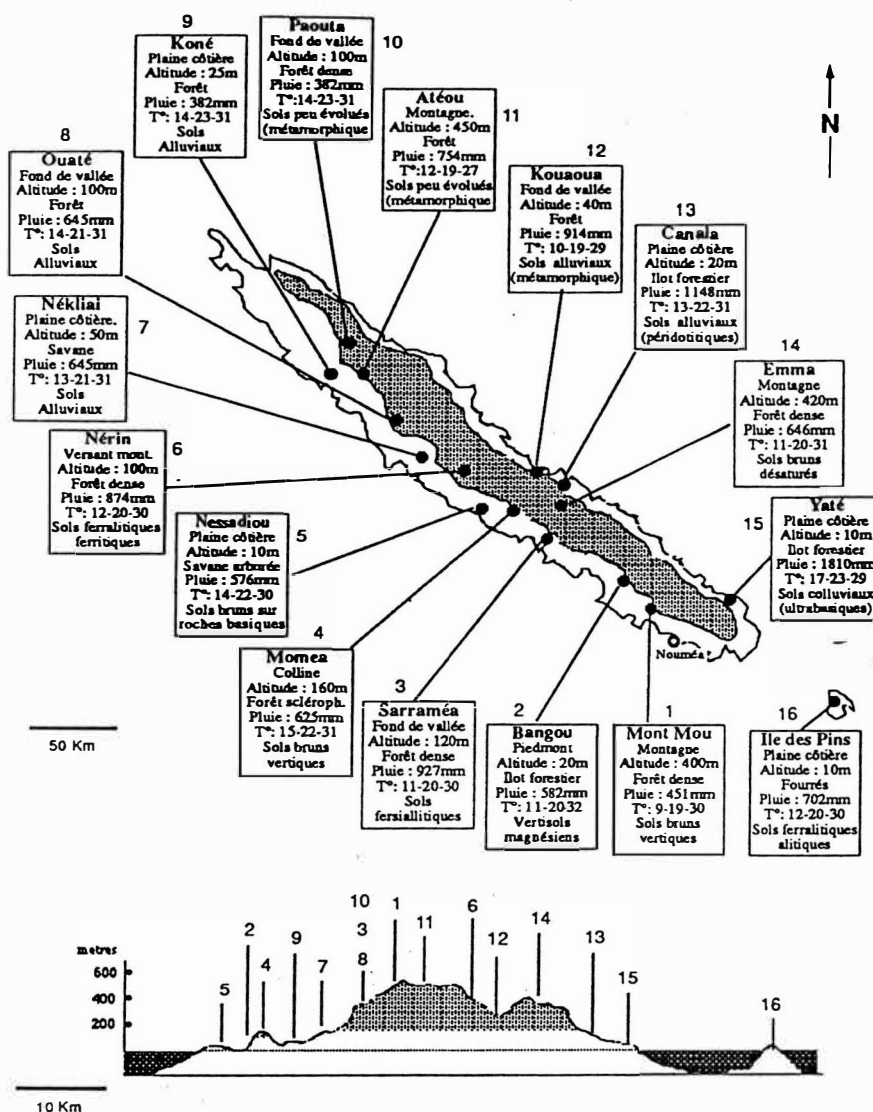 9
Koné
Plaine côtière
Altitude : 25m
Forêt
Pluie : 382mm
T°: 14-23-31
Sols
Alluviaux
10
Paouta
Fond de vallée
Altitude : 100m
Forêt dense
Pluie : 382mm
T°:14-23-31
Sols peu évolués
(métamorphique
11
Atéou
Montagne.
Altitude : 450m
Forêt
Pluie : 754mm
T°:12-19-27
Sols peu évolués
(métamorphique
N
8
Ouaté
Fond de vallée
Altitude : 100m
Forêt
Pluie : 645mm
T°: 14-21-31
Sols
Alluviaux
12
Kouaoua
Fond de vallée
Altitude : 40m
Forêt
Pluie : 914mm
T°: 10-19-29
Sols alluviaux
(métamorphique)
13
Canala
Plaine côtière
Altitude : 20m
Ilot forestier
Pluie : 1148mm
T°: 13-22-31
Sols alluviaux
(péridotitiques)
7
Nékliai
Plaine côtière.
Altitude : 50m
Savane
Pluie : 645mm
T°: 13-21-31
Sols
Alluviaux
14
Emma
Montagne
Altitude : 420m
Forêt dense
Pluie : 646mm
T°: 11-20-31
Sols bruns
désaturés
6
Nérin
Versant mont.
Altitude : 100m
Forêt dense
Pluie : 874mm
T°: 12-20-30
Sols ferralitiques
ferritiques
5
Nessadiou
Plaine côtière
Altitude : 10m
Savane arborée
Pluie : 576mm
T°: 14-22-30
Sols bruns sur
roches basiques
15
Yaté
Plaine côtière
Altitude : 10m
Ilot forestier
Pluie : 1810mm
T°: 17-23-29
Sols colluviaux
(ultrabasiques)
Nouméa
4
Momea
Colline
Altitude : 160m
Forêt scléroph.
Pluie : 625mm
T°: 15-22-31
Sols bruns
vertiques
3
Sarraméa
Fond de vallée
Altitude : 120m
Forêt dense
Pluie : 927mm
T°: 11-20-30
Sols
fersiallitiques
2
Bangou
Piedmont
Altitude : 20m
Ilot forestier
Pluie : 582mm
T°: 11-20-32
Vertisols
magnésiens
1
Mont Mou
Montagne
Altitude : 400m
Forêt dense
Pluie : 451mm
T°: 9-19-30
Sols bruns
vertiques
16
Ile des Pins
Plaine côtière
Altitude : 10m
Fourrés
Pluie : 702mm
T°: 12-20-30
Sols ferralitiques
alitiques
50 Km
metres
600
400
200
5
2
4
9
7
10
3
8
1
11
6
12
14
13
15
16
10 Km